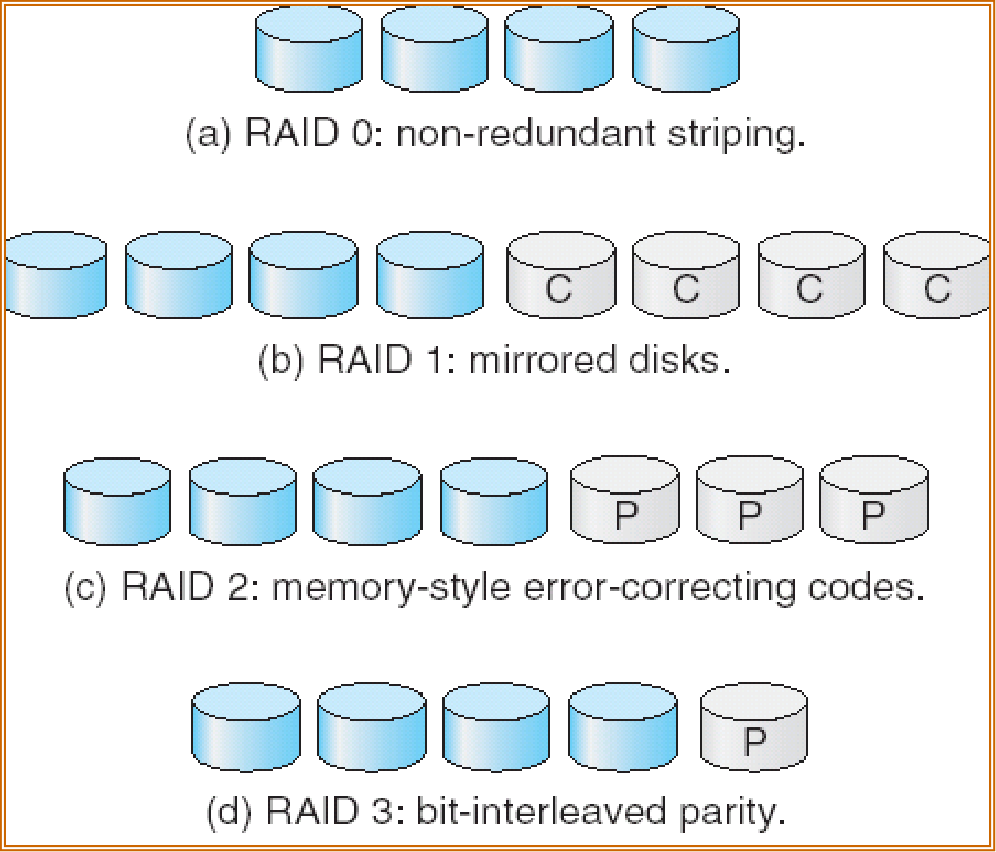 (a) RAID 0: non-redundant striping.
C C C C
(b) RAID 1: mirrored disks.
P P P
(c) RAID 2: memory-style error-correcting codes.
P
(d) RAID 3: bit-interleaved parity.